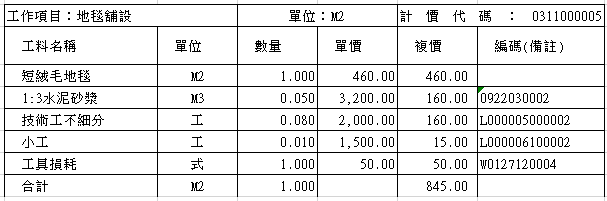 工作項目：地毯舖設 單位：M2 計價代碼：0311000005
工料名稱 單位 數量 單價 複價 編碼(備註)
短絨毛地毯 M2 1.000 460.00 460.00
1:3水泥砂漿 M3 0.050 3,200.00 160.00 0922030002
技術工不細分 工 0.080 2,000.00 160.00 L000005000002
小工 工 0.010 1,500.00 15.00 L000006100002
工具損耗 式 1.000 50.00 50.00 W0127120004
合計 M2 1.000 845.00